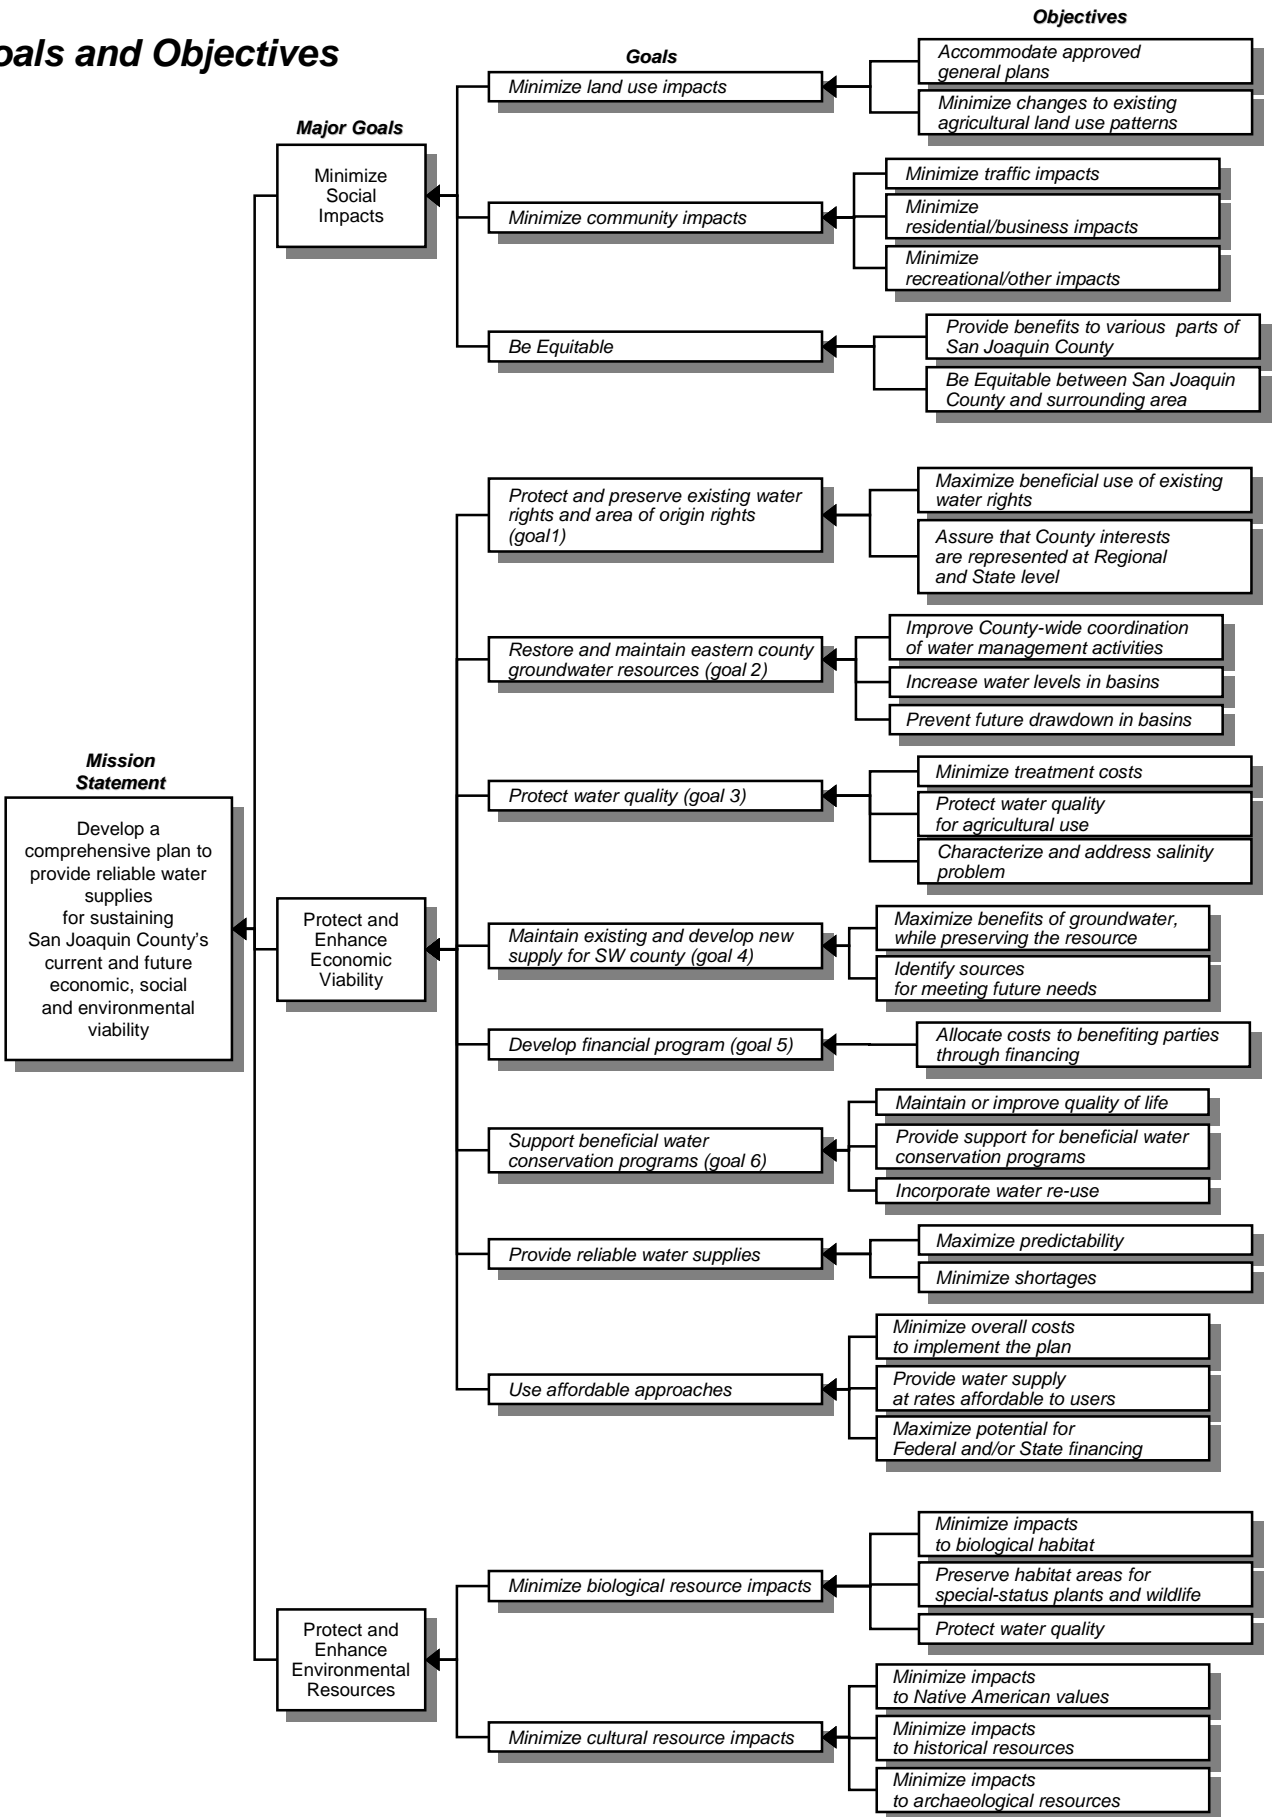 oals and Objectives
Objectives
Goals
Major Goals
Mission
Statement
Develop a
comprehensive plan to
provide reliable water
supplies
for sustaining
San Joaquin County's
current and future
economic, social
and environmental
viability
Minimize
Social
Impacts
Minimize land use impacts
Accommodate approved
general plans
Minimize changes to existing
agricultural land use patterns
Minimize community impacts
Minimize traffic impacts
Minimize
residential/business impacts
Minimize
recreational/other impacts
Be Equitable
Provide benefits to various  parts of
San Joaquin County
Be Equitable between San Joaquin
County and surrounding area
Protect and
Enhance
Economic
Viability
Protect and preserve existing water
rights and area of origin rights
(goal1)
Maximize beneficial use of existing
water rights
Assure that County interests
are represented at Regional
and State level
Restore and maintain eastern county
groundwater resources (goal 2)
Improve County-wide coordination
of water management activities
Increase water levels in basins
Prevent future drawdown in basins
Protect water quality (goal 3)
Minimize treatment costs
Protect water quality
for agricultural use
Characterize and address salinity
problem
Maintain existing and develop new
supply for SW county (goal 4)
Maximize benefits of groundwater,
while preserving the resource
Identify sources
for meeting future needs
Develop financial program (goal 5)
Allocate costs to benefiting parties
through financing
Support beneficial water
conservation programs (goal 6)
Maintain or improve quality of life
Provide support for beneficial water
conservation programs
Incorporate water re-use
Provide reliable water supplies
Maximize predictability
Minimize shortages
Use affordable approaches
Minimize overall costs
to implement the plan
Provide water supply
at rates affordable to users
Maximize potential for
Federal and/or State financing
Protect and
Enhance
Environmental
Resources
Minimize biological resource impacts
Minimize impacts
to biological habitat
Preserve habitat areas for
special-status plants and wildlife
Protect water quality
Minimize cultural resource impacts
Minimize impacts
to Native American values
Minimize impacts
to historical resources
Minimize impacts
to archaeological resources